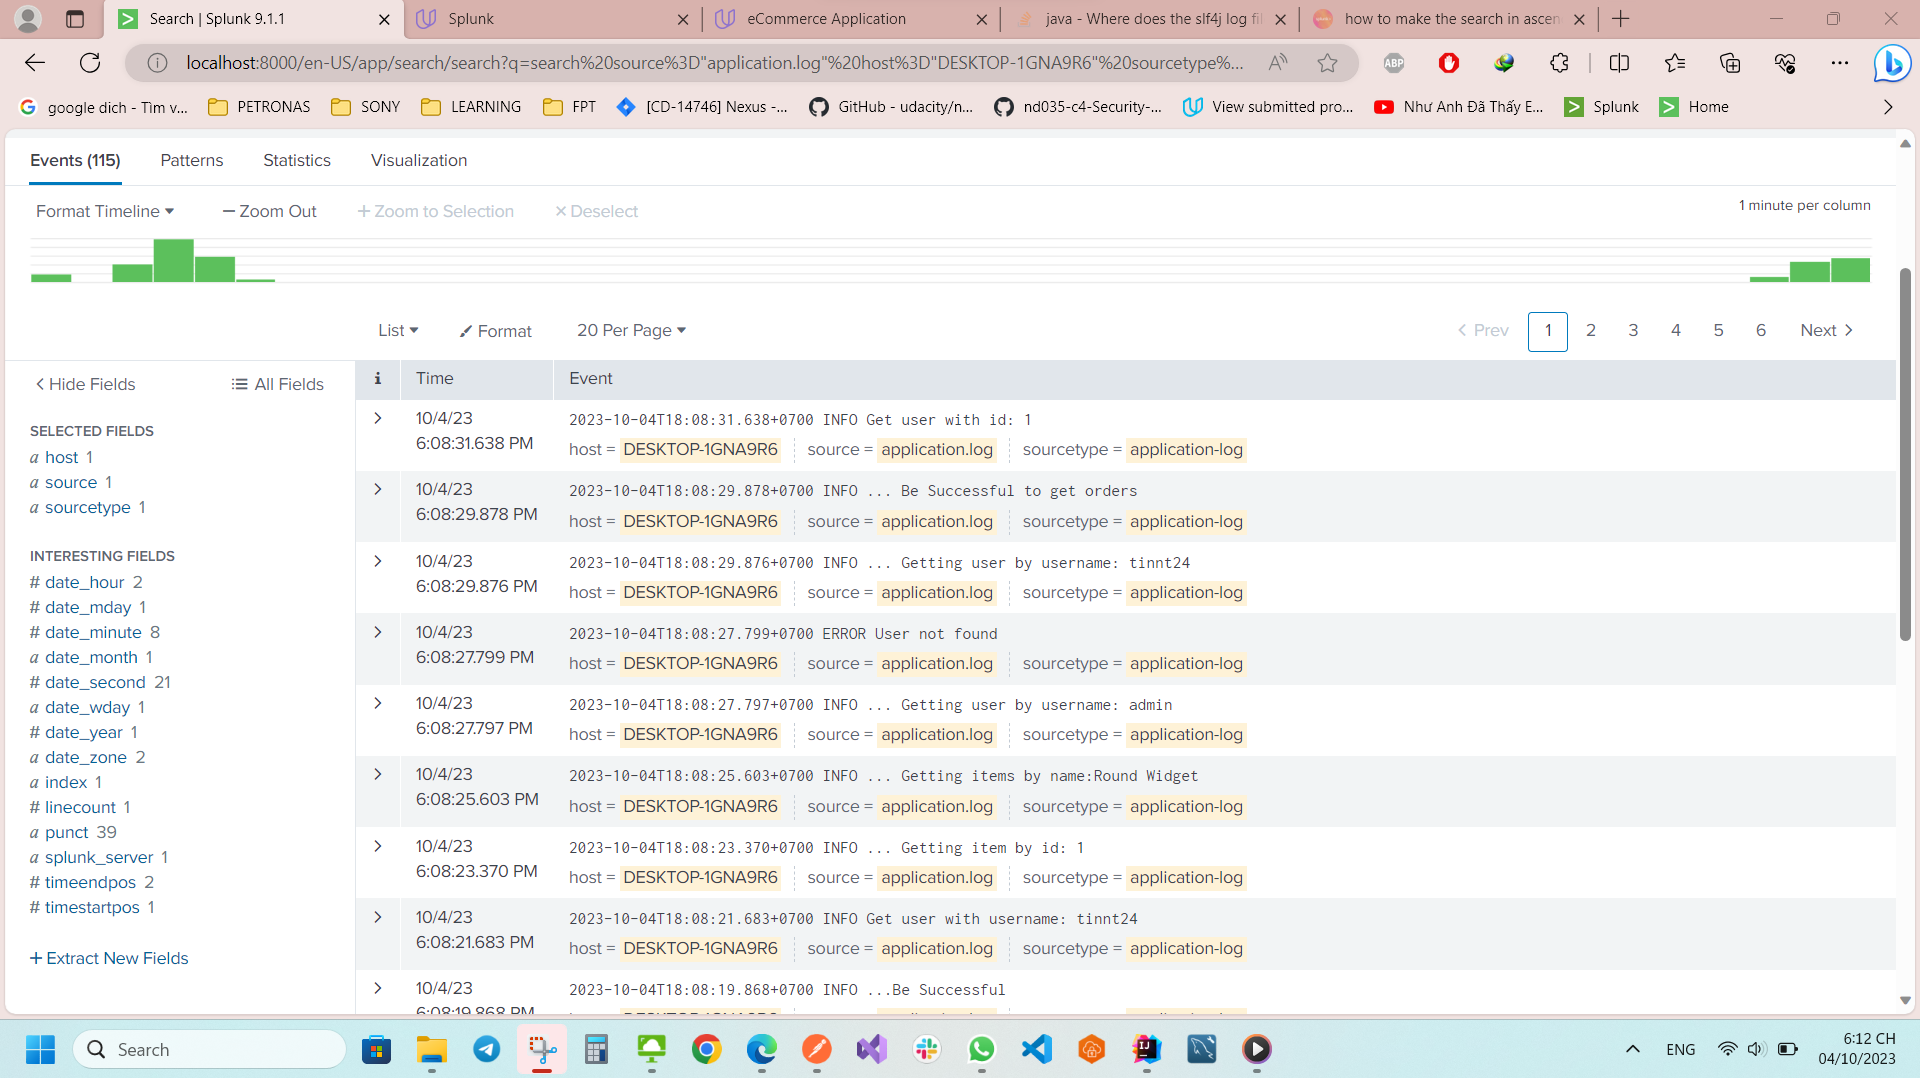 Search | Splunk 9.1.1
Splunk
eCommerce Application
java - Where does the slf4j log fil
how to make the search in ascen
localhost:8000/en-US/app/search/search?q=search%20source%3D"application.log"%20host%3D"DESKTOP-1GNA9R6"%20sourcetype%...
ABP
google dich - Tìm v...
PETRONAS
SONY
LEARNING
FPT
[CD-14746] Nexus -...
GitHub - udacity/n...
nd035-c4-Security-...
View submitted pro...
Như Anh Đã Thấy E...
Splunk
Home
Events (115)
Patterns
Statistics
Visualization
Format Timeline
Zoom Out
+ Zoom to Selection
× Deselect
1 minute per column
List
Format
20 Per Page
Prev
1
2
3
4
5
6
Next
Hide Fields
All Fields
SELECTED FIELDS
a host 1
a source 1
a sourcetype 1
INTERESTING FIELDS
# date_hour 2
# date_mday 1
# date_minute 8
a date_month 1
# date_second 21
a date_wday 1
# date_year 1
a date_zone 2
a index 1
# linecount 1
a punct 39
a splunk_server 1
# timeendpos 2
# timestartpos 1
+ Extract New Fields
i Time Event
10/4/23
6:08:31.638 PM
2023-10-04T18:08:31.638+0700 INFO Get user with id: 1
host = DESKTOP-1GNA9R6 source = application.log sourcetype = application-log
10/4/23
6:08:29.878 PM
2023-10-04T18:08:29.878+0700 INFO ... Be Successful to get orders
host = DESKTOP-1GNA9R6 source = application.log sourcetype = application-log
10/4/23
6:08:29.876 PM
2023-10-04T18:08:29.876+0700 INFO ... Getting user by username: tinnt24
host = DESKTOP-1GNA9R6 source = application.log sourcetype = application-log
10/4/23
6:08:27.799 PM
2023-10-04T18:08:27.799+0700 ERROR User not found
host = DESKTOP-1GNA9R6 source = application.log sourcetype = application-log
10/4/23
6:08:27.797 PM
2023-10-04T18:08:27.797+0700 INFO ... Getting user by username: admin
host = DESKTOP-1GNA9R6 source = application.log sourcetype = application-log
10/4/23
6:08:25.603 PM
2023-10-04T18:08:25.603+0700 INFO ... Getting items by name:Round Widget
host = DESKTOP-1GNA9R6 source = application.log sourcetype = application-log
10/4/23
6:08:23.370 PM
2023-10-04T18:08:23.370+0700 INFO ... Getting item by id: 1
host = DESKTOP-1GNA9R6 source = application.log sourcetype = application-log
10/4/23
6:08:21.683 PM
2023-10-04T18:08:21.683+0700 INFO Get user with username: tinnt24
host = DESKTOP-1GNA9R6 source = application.log sourcetype = application-log
10/4/23
6:08:19.868 PM
2023-10-04T18:08:19.868+0700 INFO ...Be Successful
Search
ENG
6:12 CH
04/10/2023